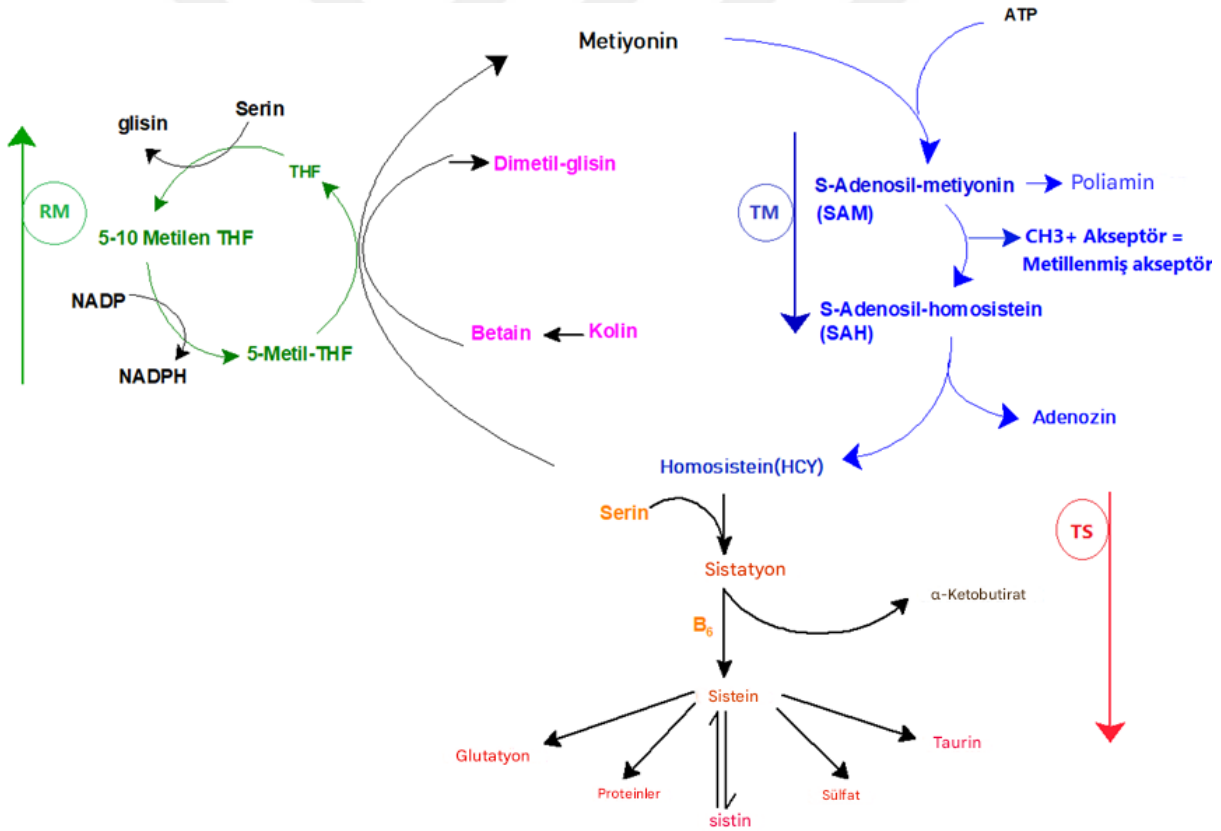 ATP
Metiyonin
Serin
glisin
THF
Dimetil-glisin
RM
TM
S-Adenosil-metiyonin
(SAM)
Poliamin
5-10 Metilen THF
CH3+ Akseptör =
Metillenmiş akseptör
NADP
S-Adenosil-homosistein
(SAH)
Betain
Kolin
5-Metil-THF
NADPH
Adenozin
Homosistein(HCY)
Serin
TS
Sistatyon
α-Ketobutirat
B₆
Sistein
Glutatyon
Taurin
Proteinler
Sülfat
sistin